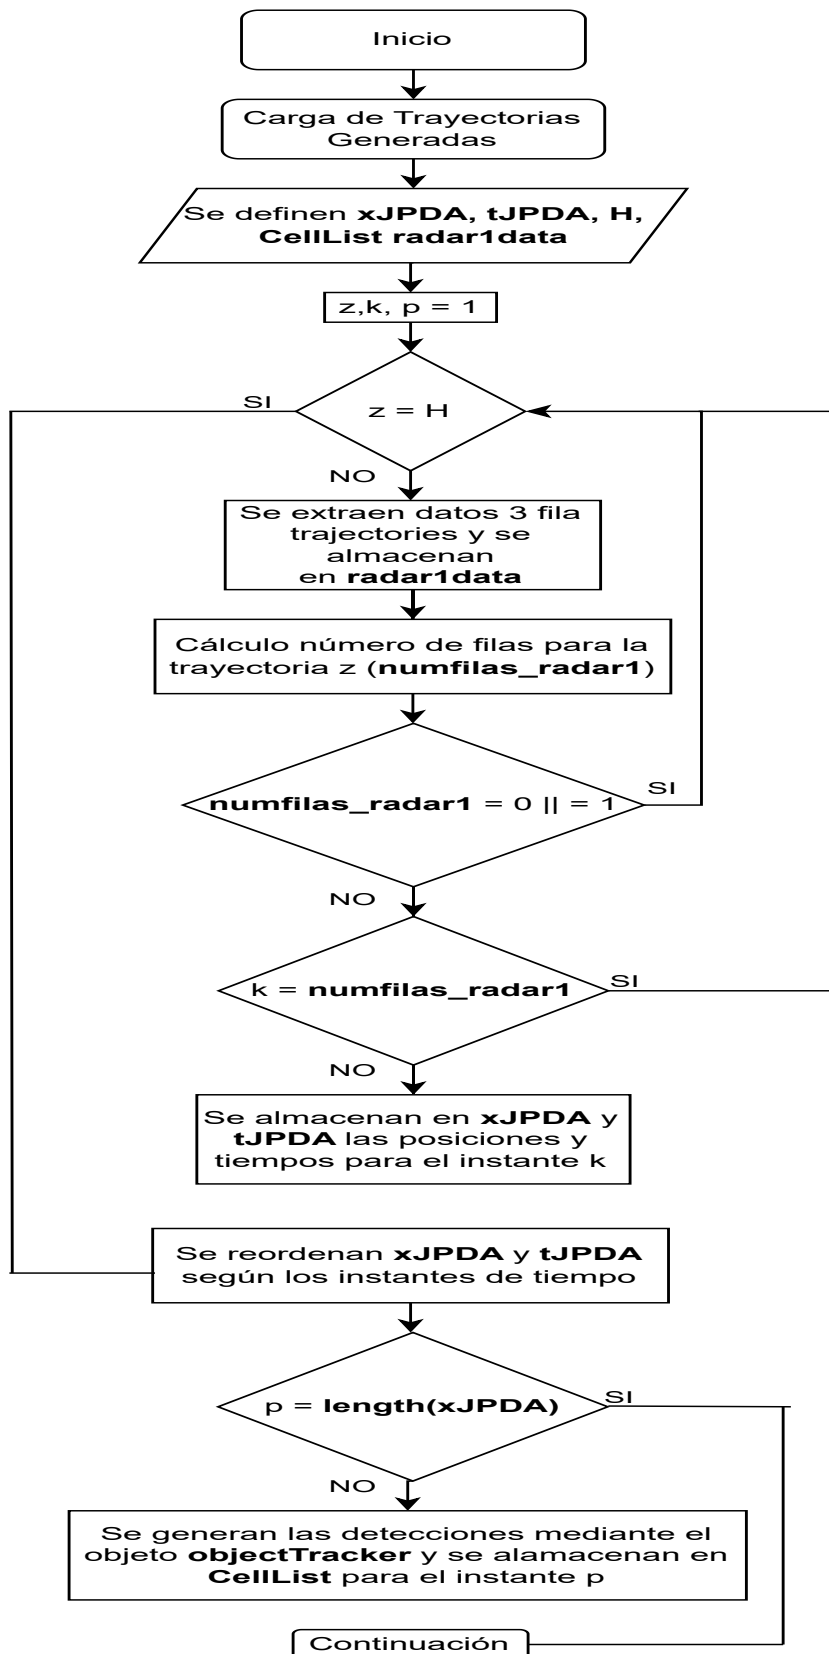 Inicio
Carga de Trayectorias
Generadas
Se definen xJPDA, tJPDA, H,
CellList radar1data
z,k, p = 1
SI
z = H
NO
Se extraen datos 3 fila
trajectories y se
almacenan
en radar1data
Cálculo número de filas para la
trayectoria z (numfilas_radar1)
numfilas_radar1 = 0 || = 1
SI
NO
k = numfilas_radar1
SI
NO
Se almacenan en xJPDA y
tJPDA las posiciones y
tiempos para el instante k
Se reordenan xJPDA y tJPDA
según los instantes de tiempo
p = length(xJPDA)
SI
NO
Se generan las detecciones mediante el
objeto objectTracker y se alamacenan en
CellList para el instante p
Continuación